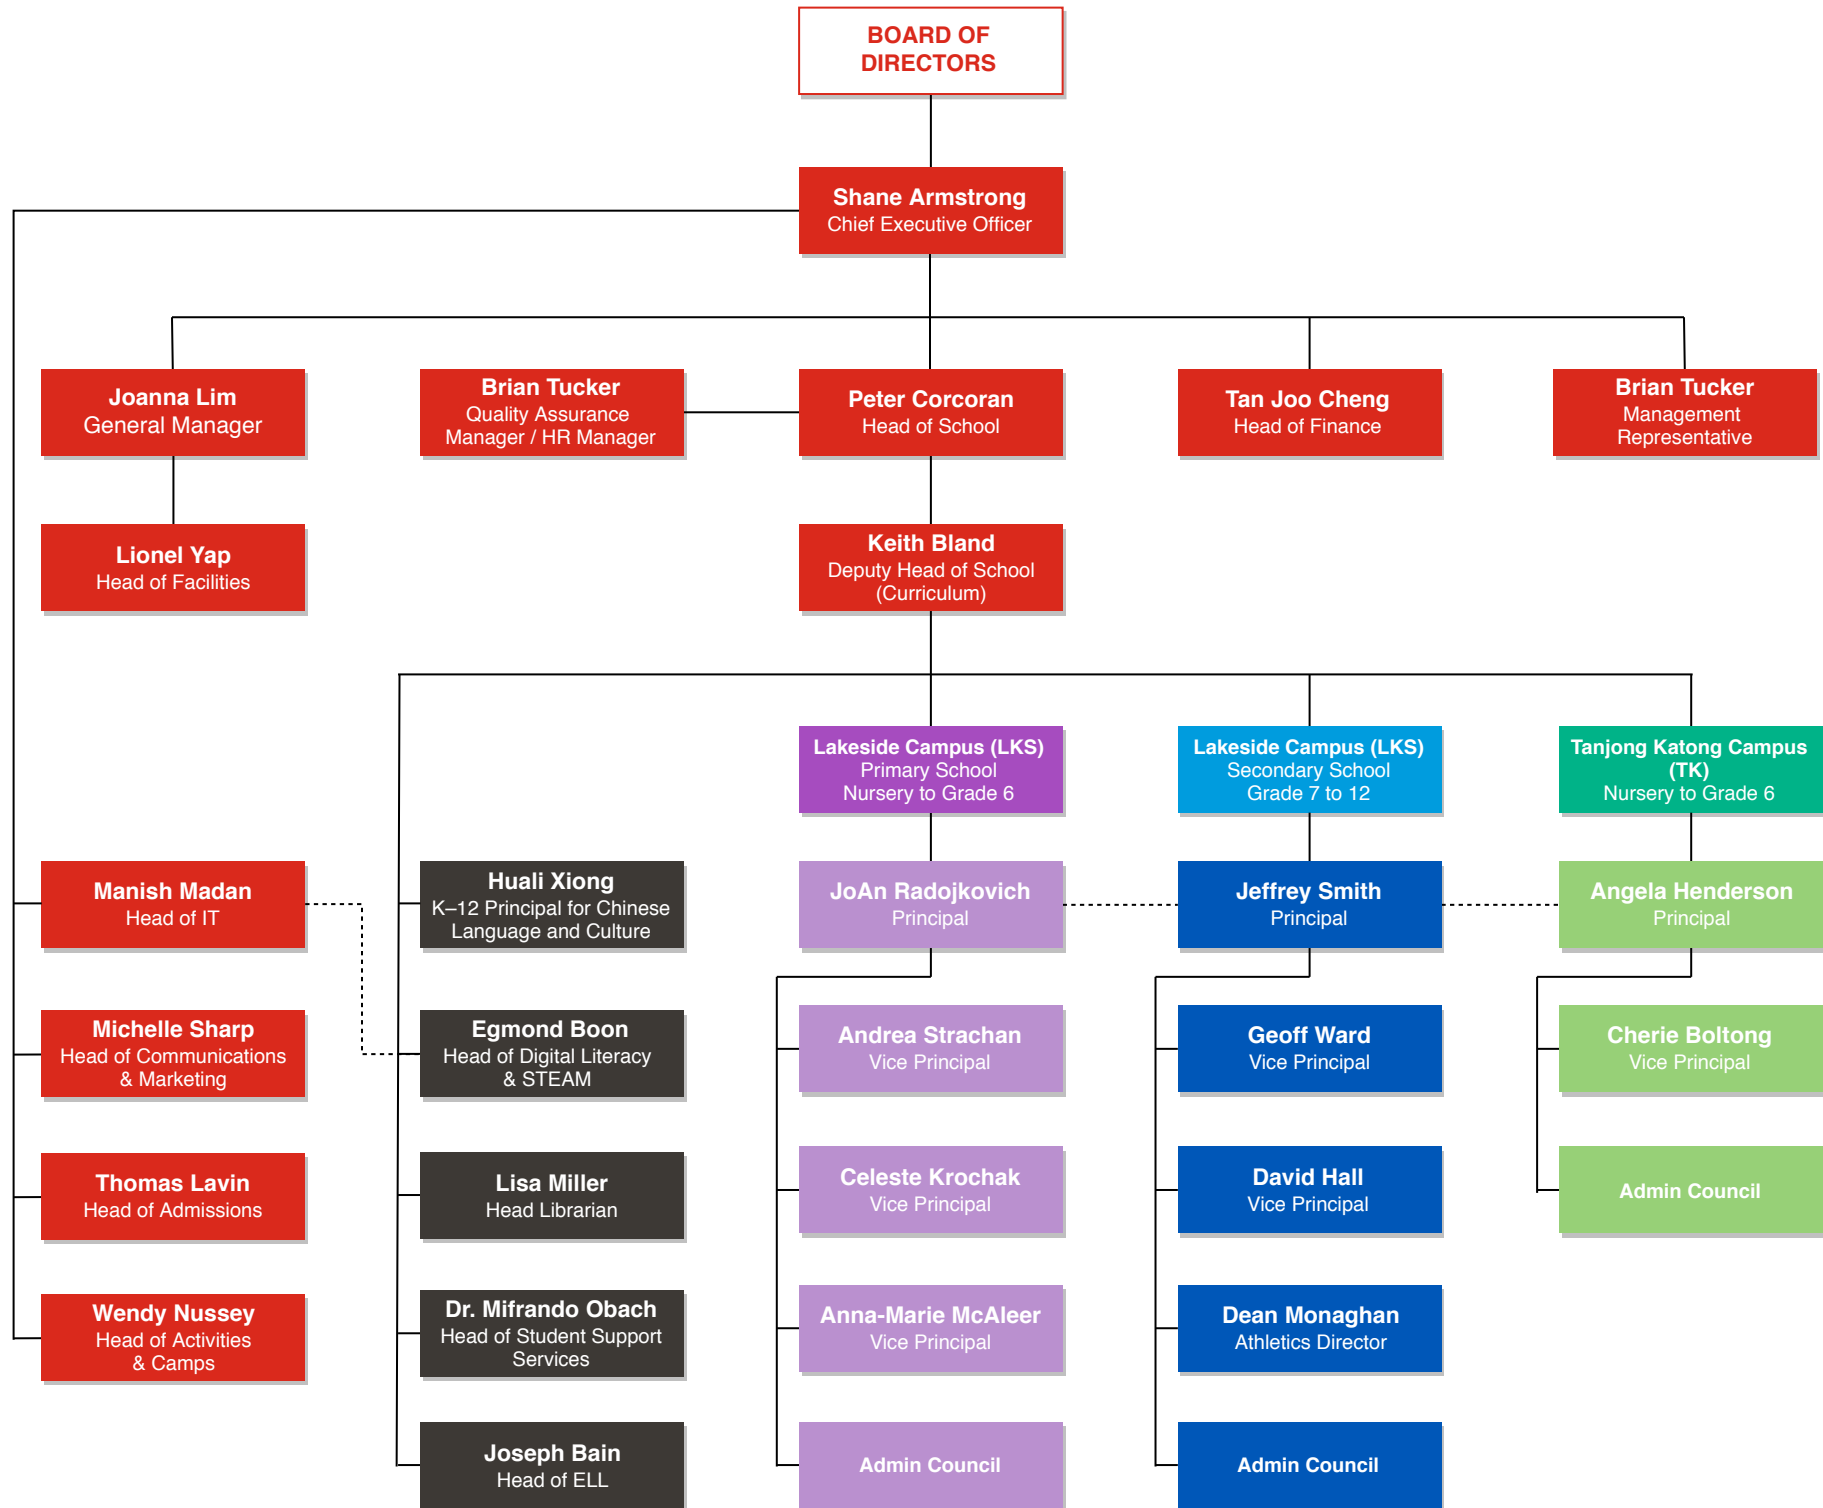 BOARD OF
DIRECTORS
Shane Armstrong
Chief Executive Officer
Joanna Lim
General Manager
Brian Tucker
Quality Assurance
Manager / HR Manager
Peter Corcoran
Head of School
Tan Joo Cheng
Head of Finance
Brian Tucker
Management
Representative
Lionel Yap
Head of Facilities
Keith Bland
Deputy Head of School
(Curriculum)
Lakeside Campus (LKS)
Primary School
Nursery to Grade 6
Lakeside Campus (LKS)
Secondary School
Grade 7 to 12
Tanjong Katong Campus
(TK)
Nursery to Grade 6
Manish Madan
Head of IT
Huali Xiong
K–12 Principal for Chinese
Language and Culture
JoAn Radojkovich
Principal
Jeffrey Smith
Principal
Angela Henderson
Principal
Michelle Sharp
Head of Communications
& Marketing
Egmond Boon
Head of Digital Literacy
& STEAM
Andrea Strachan
Vice Principal
Geoff Ward
Vice Principal
Cherie Boltong
Vice Principal
Thomas Lavin
Head of Admissions
Lisa Miller
Head Librarian
Celeste Krochak
Vice Principal
David Hall
Vice Principal
Admin Council
Wendy Nussey
Head of Activities
& Camps
Dr. Mifrando Obach
Head of Student Support
Services
Anna-Marie McAleer
Vice Principal
Dean Monaghan
Athletics Director
Joseph Bain
Head of ELL
Admin Council
Admin Council